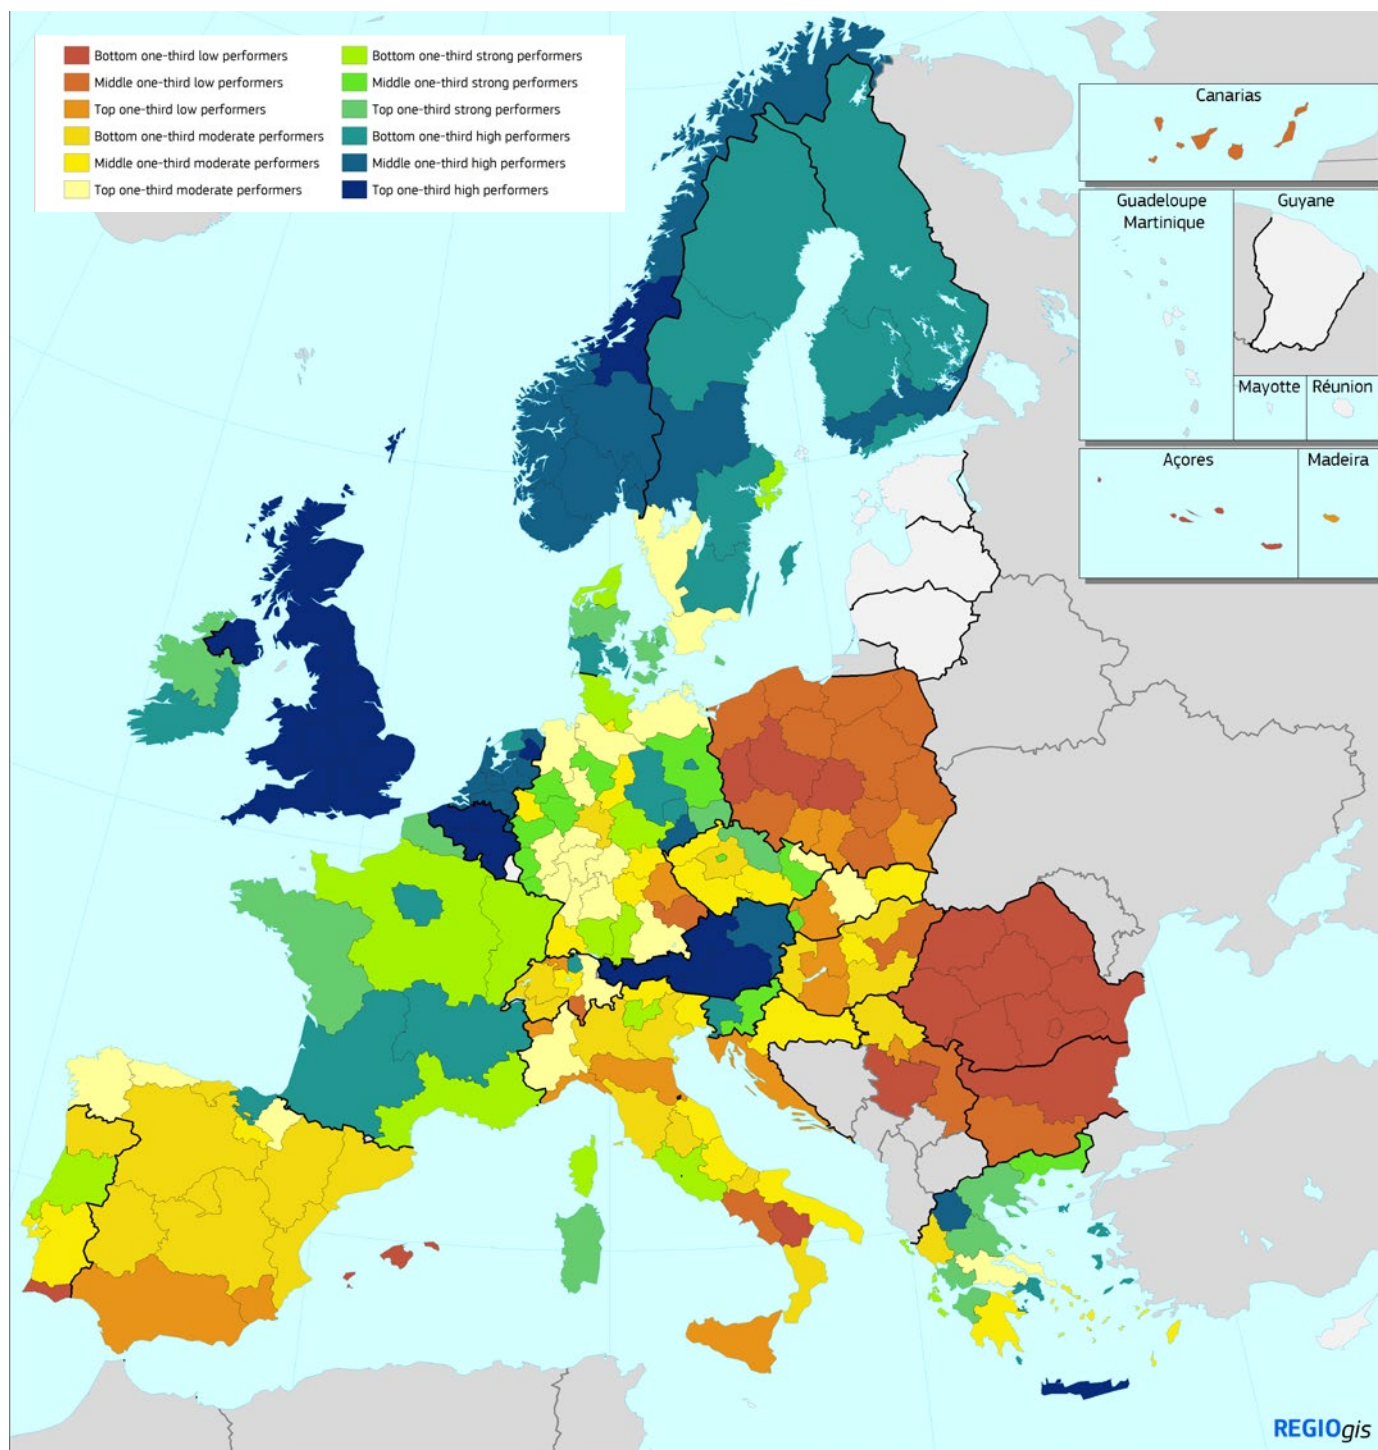 Bottom one-third low performers
Middle one-third low performers
Top one-third low performers
Bottom one-third moderate performers
Middle one-third moderate performers
Top one-third moderate performers
Bottom one-third strong performers
Middle one-third strong performers
Top one-third strong performers
Bottom one-third high performers
Middle one-third high performers
Top one-third high performers
Canarias
Guadeloupe
Martinique
Guyane
Mayotte
Réunion
Açores
Madeira
REGIOgis